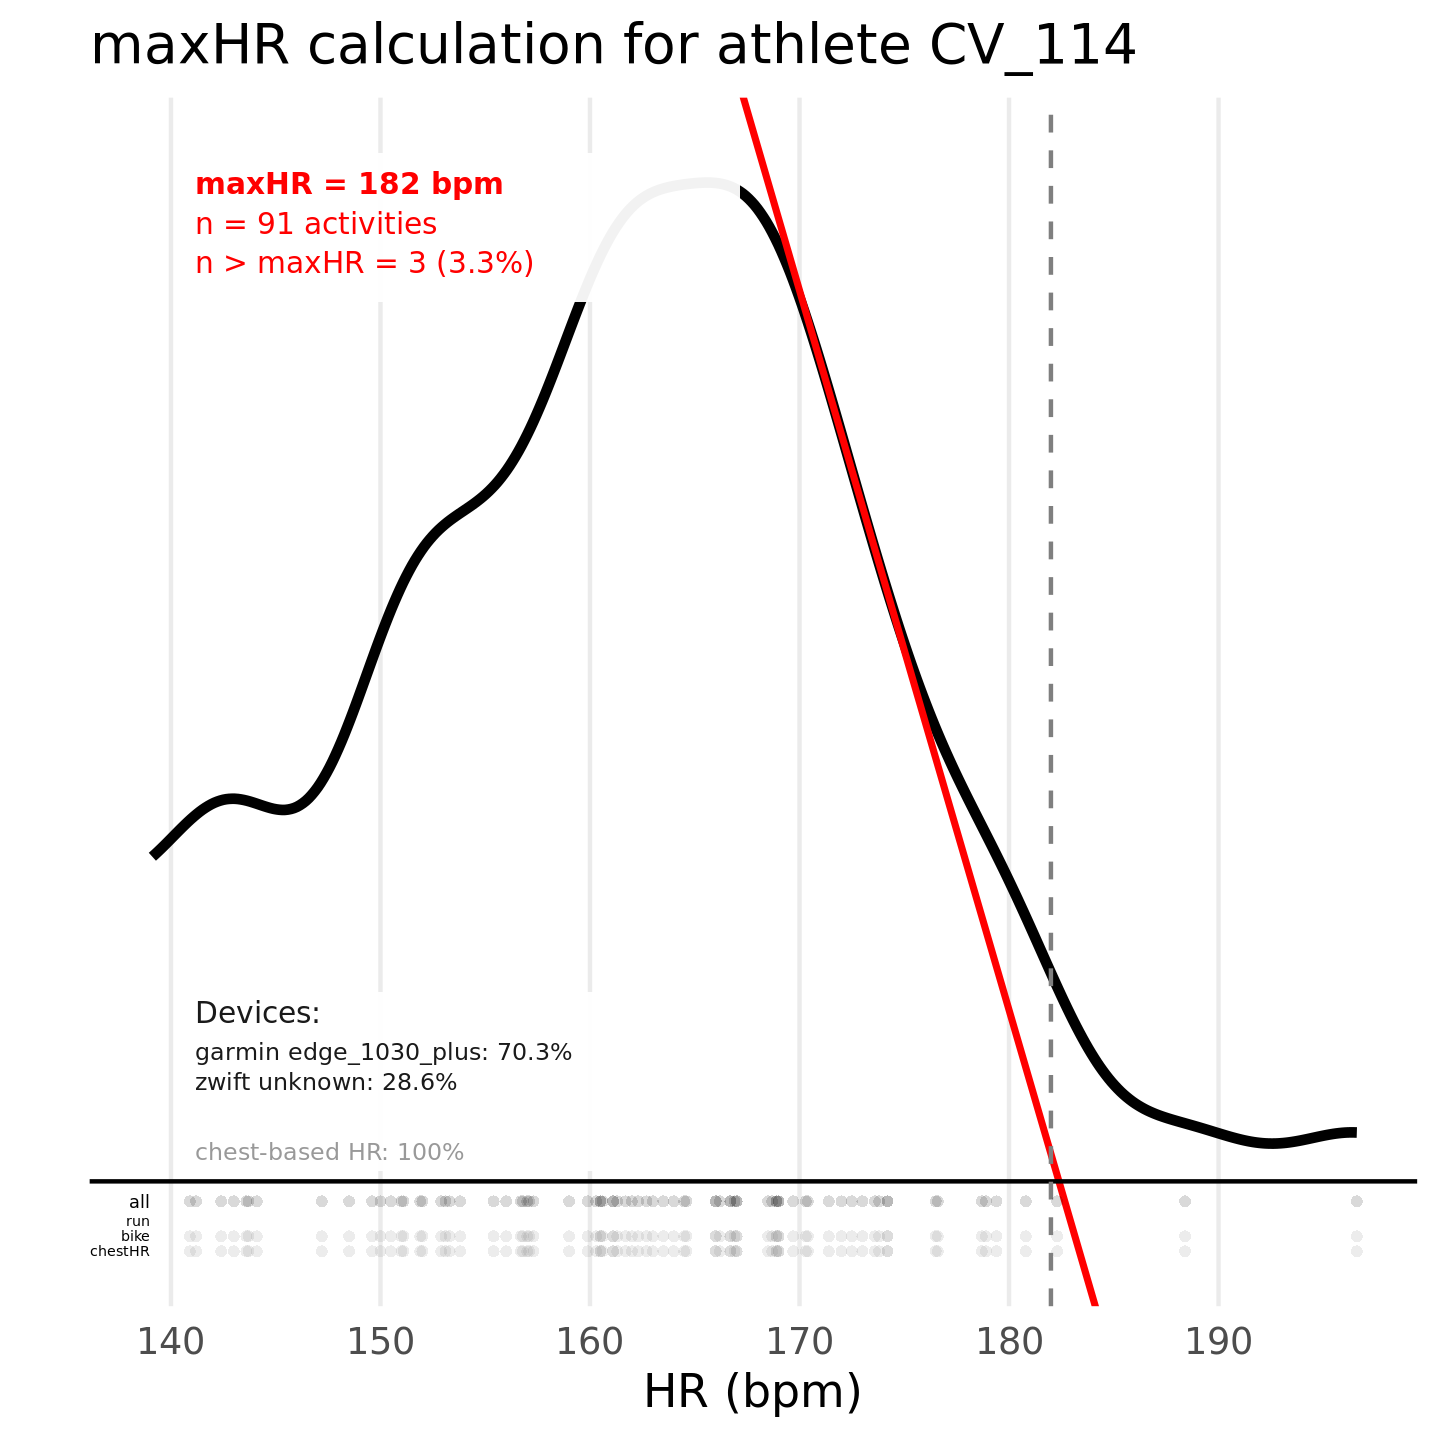 maxHR calculation for athlete CV_114
maxHR = 182 bpm
n = 91 activities
n > maxHR = 3 (3.3%)
Devices:
garmin edge_1030_plus: 70.3%
zwift unknown: 28.6%
chest-based HR: 100%
all
run
bike
chestHR
140 150 160 170 180 190
HR (bpm)